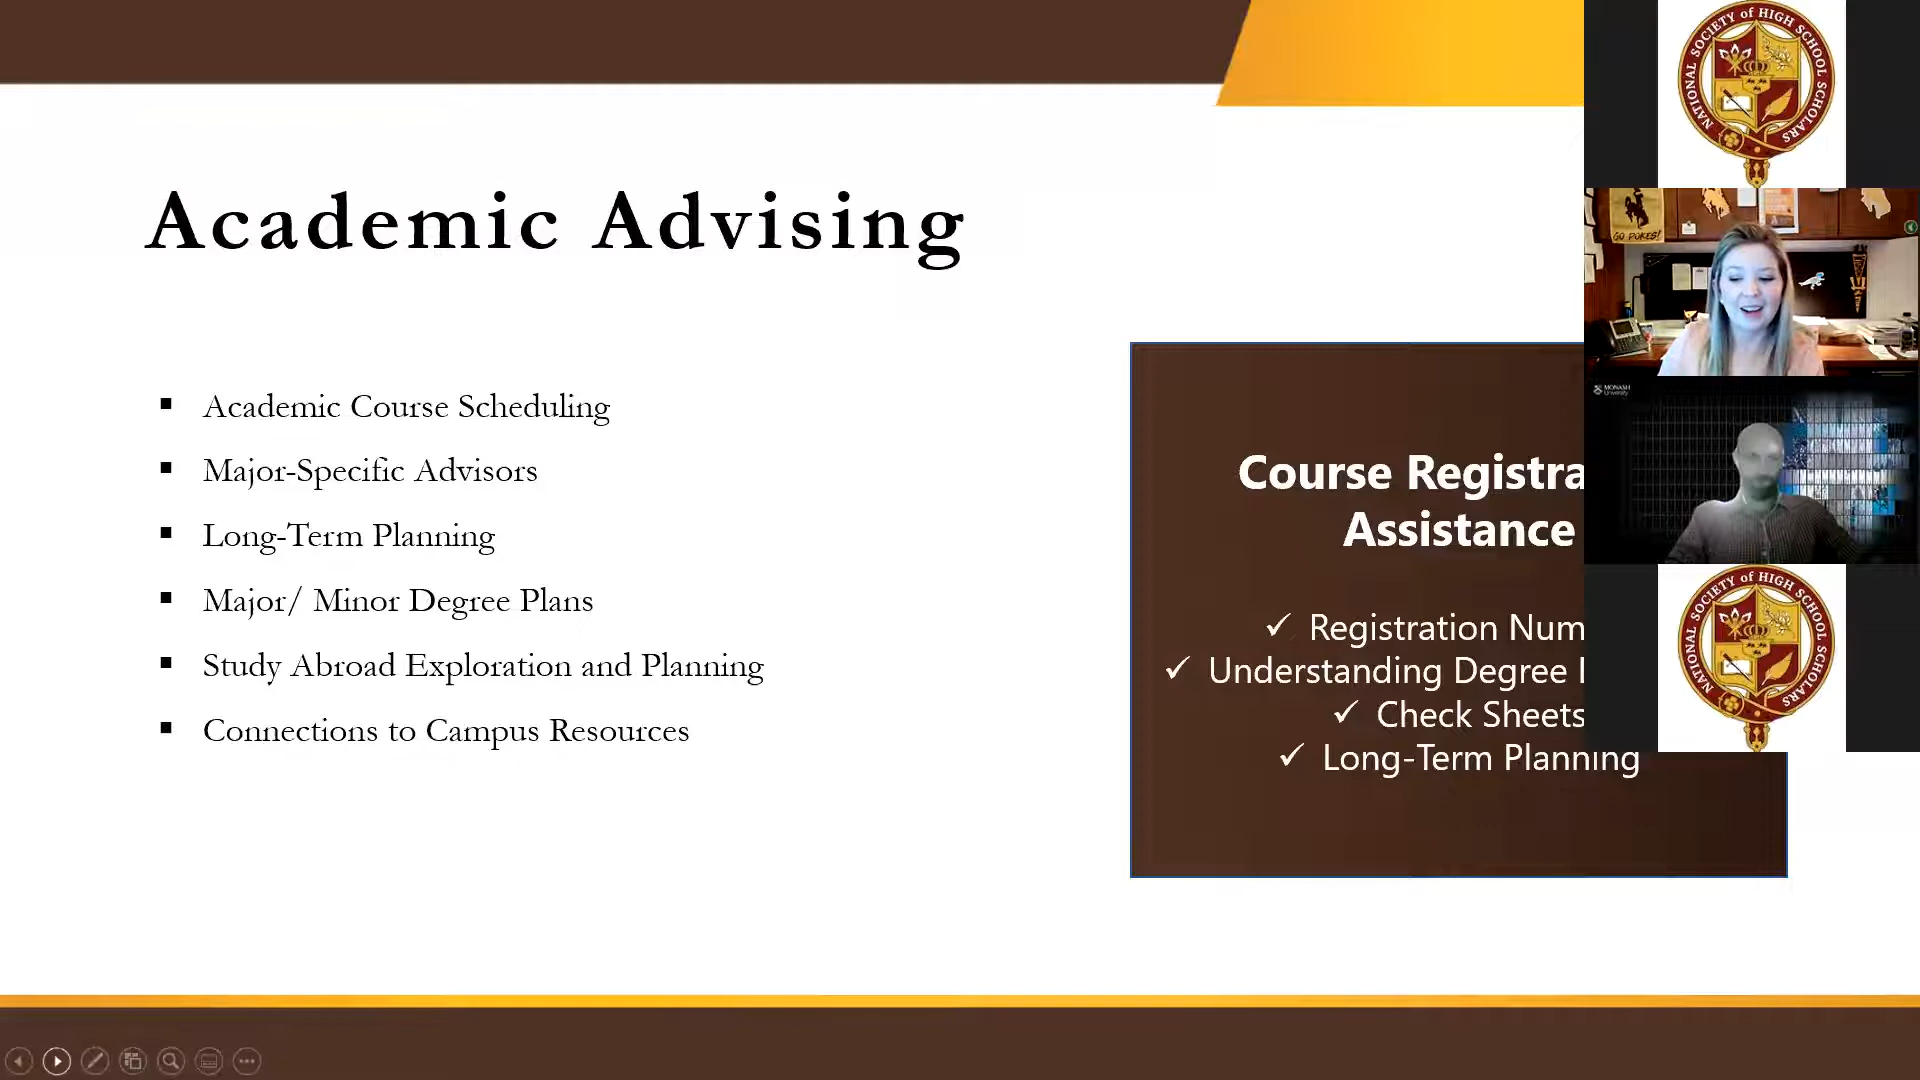 Academic Advising
Academic Course Scheduling
Major-Specific Advisors
Long-Term Planning
Major/ Minor Degree Plans
Study Abroad Exploration and Planning
Connections to Campus Resources
Course Registra
Assistance
Registration Num
Understanding Degree
Check Sheets
Long-Term Planning
NATIONAL SOCIETY of HIGH SCHOOL SCHOLARS
GO POKES!
MONASH
University
NATIONAL SOCIETY of HIGH SCHOOL SCHOLARS